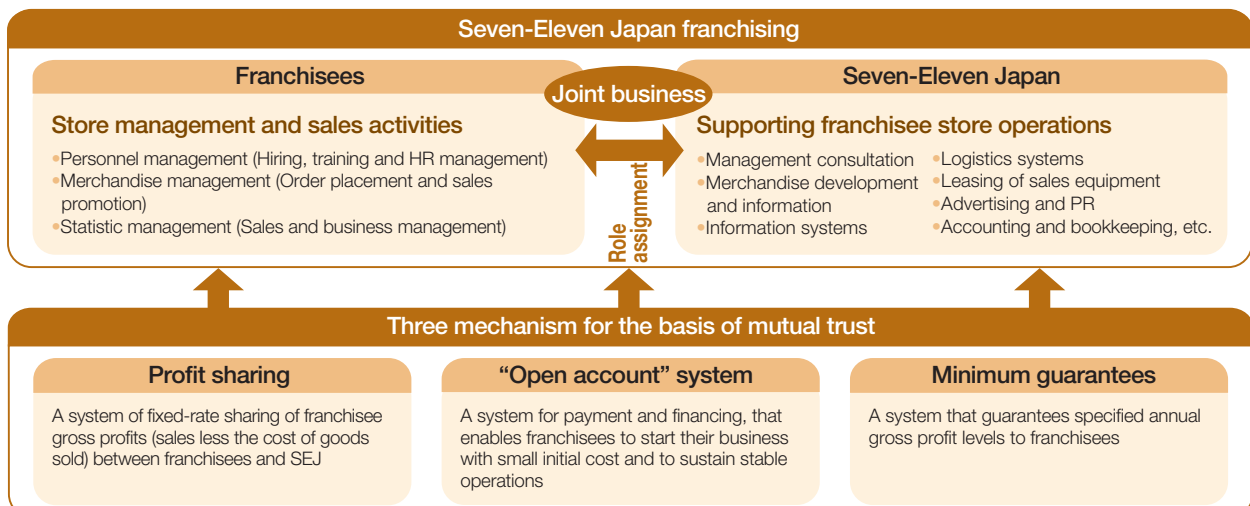 Seven-Eleven Japan franchising
Franchisees
Store management and sales activities
•Personnel management (Hiring, training and HR management)
•Merchandise management (Order placement and sales
promotion)
•Statistic management (Sales and business management)
Joint business
Role
assignment
Seven-Eleven Japan
Supporting franchisee store operations
•Management consultation
•Merchandise development
and information
•Information systems
•Logistics systems
•Leasing of sales equipment
•Advertising and PR
•Accounting and bookkeeping, etc.
Three mechanism for the basis of mutual trust
Profit sharing
A system of fixed-rate sharing of franchisee
gross profits (sales less the cost of goods
sold) between franchisees and SEJ
“Open account” system
A system for payment and financing, that
enables franchisees to start their business
with small initial cost and to sustain stable
operations
Minimum guarantees
A system that guarantees specified annual
gross profit levels to franchisees